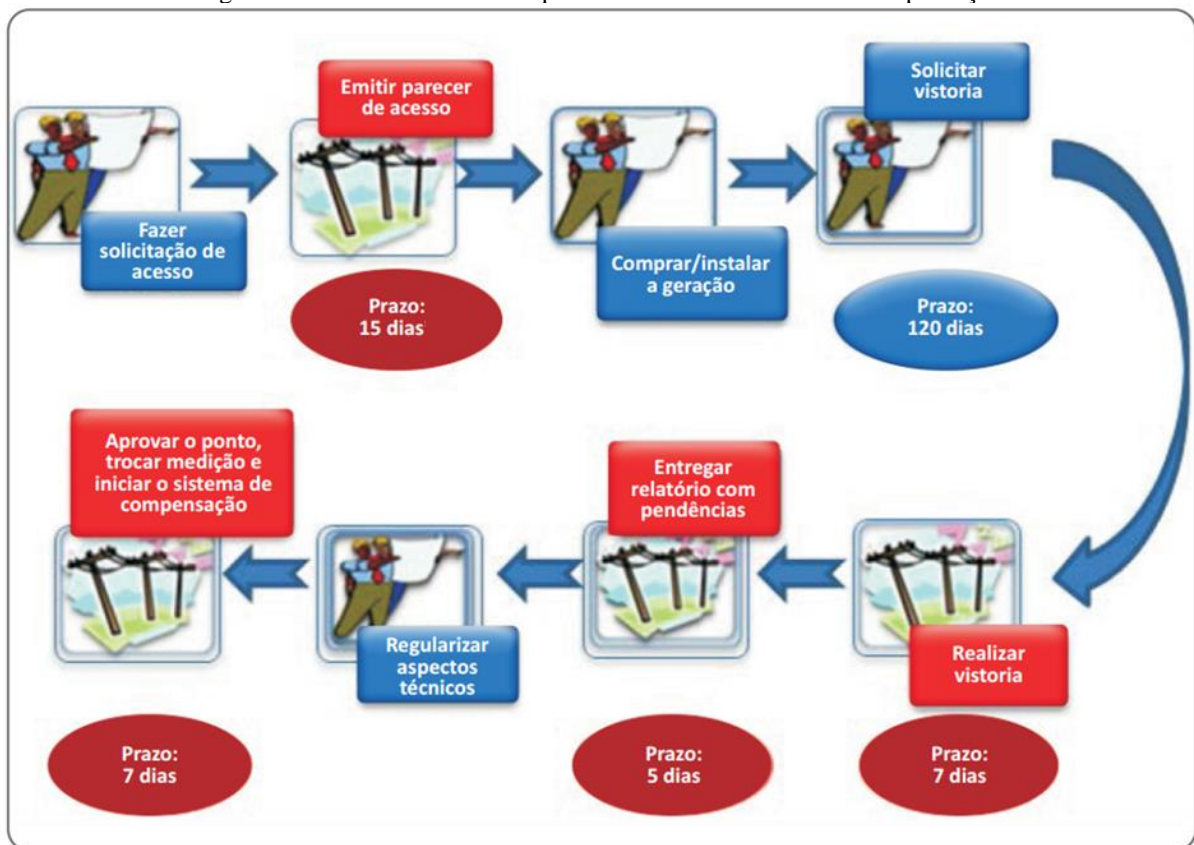 Fazer
solicitação de
acesso
Emitir parecer
de acesso
Prazo:
15 dias
Comprar/instalar
a geração
Solicitar
vistoria
Prazo:
120 dias
Realizar
vistoria
Prazo:
7 dias
Entregar
relatório com
pendências
Prazo:
5 dias
Regularizar
aspectos
técnicos
Aprovar o ponto,
trocar medição e
iniciar o sistema de
compensação
Prazo:
7 dias